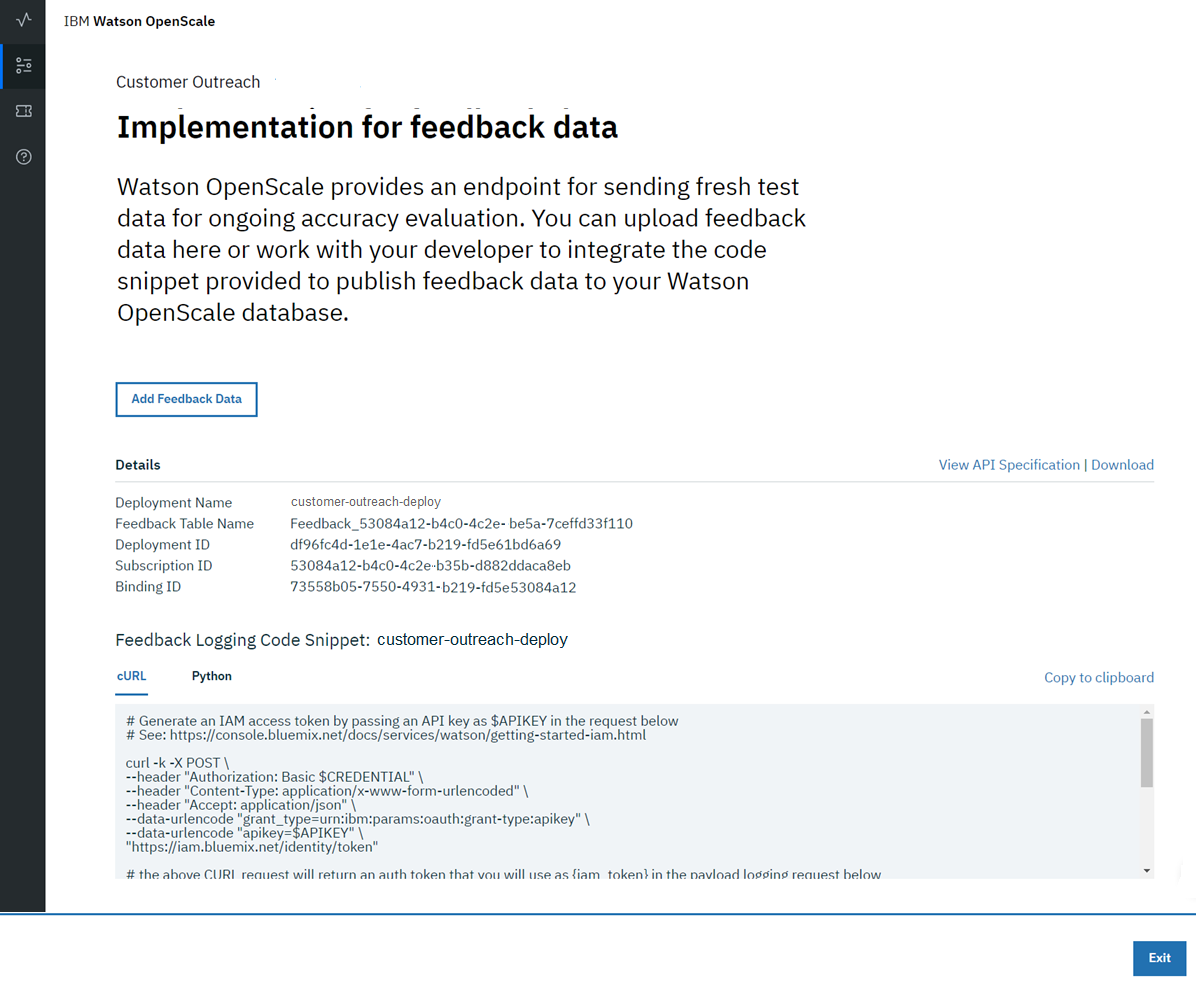 IBM Watson OpenScale
Customer Outreach
Implementation for feedback data
Watson OpenScale provides an endpoint for sending fresh test
data for ongoing accuracy evaluation. You can upload feedback
data here or work with your developer to integrate the code
snippet provided to publish feedback data to your Watson
OpenScale database.
Add Feedback Data
Details
View API Specification | Download
Deployment Name customer-outreach-deploy
Feedback Table Name Feedback_53084a12-b4c0-4c2e- be5a-7ceffd33f110
Deployment ID df96fc4d-1e1e-4ac7-b219-fd5e61bd6a69
Subscription ID 53084a12-b4c0-4c2e-b35b-d882ddaca8eb
Binding ID 73558b05-7550-4931-b219-fd5e53084a12
Feedback Logging Code Snippet: customer-outreach-deploy
cURL Python
Copy to clipboard
# Generate an IAM access token by passing an API key as $APIKEY in the request below
# See: https://console.bluemix.net/docs/services/watson/getting-started-iam.html
curl -k -X POST \
--header "Authorization: Basic $CREDENTIAL" \
--header "Content-Type: application/x-www-form-urlencoded" \
--header "Accept: application/json" \
--data-urlencode "grant_type=urn:ibm:params:oauth:grant-type:apikey" \
--data-urlencode "apikey=$APIKEY" \
"https://iam.bluemix.net/identity/token"
# the above CURL request will return an auth token that you will use as {iam_token} in the payload logging request below
Exit